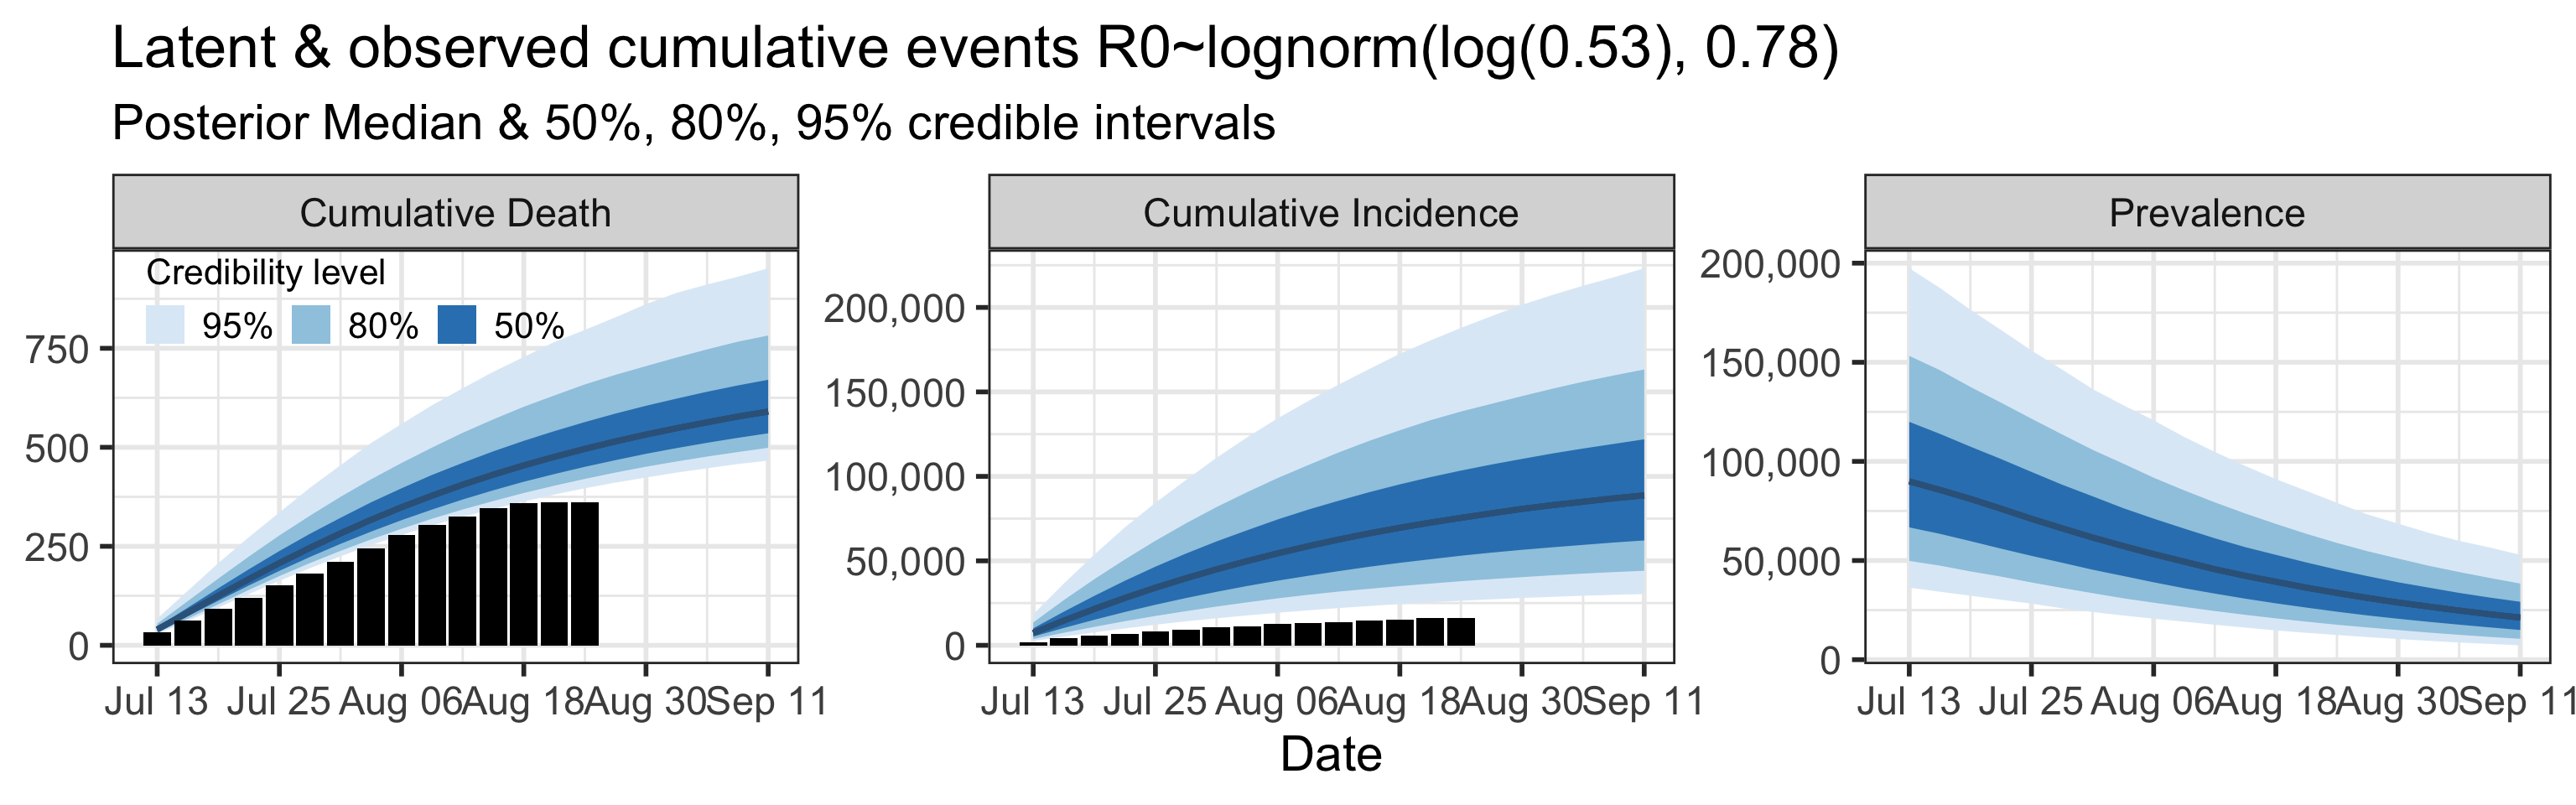 Latent & observed cumulative events R0~lognorm(log(0.53), 0.78)
Posterior Median & 50%, 80%, 95% credible intervals
Cumulative Death
Credibility level
95% 80% 50%
750
500
250
0
Jul 13 Jul 25 Aug 06 Aug 18 Aug 30 Sep 11
Cumulative Incidence
200,000
150,000
100,000
50,000
0
Jul 13 Jul 25 Aug 06 Aug 18 Aug 30 Sep 11
Prevalence
200,000
150,000
100,000
50,000
0
Jul 13 Jul 25 Aug 06 Aug 18 Aug 30 Sep 11
Date